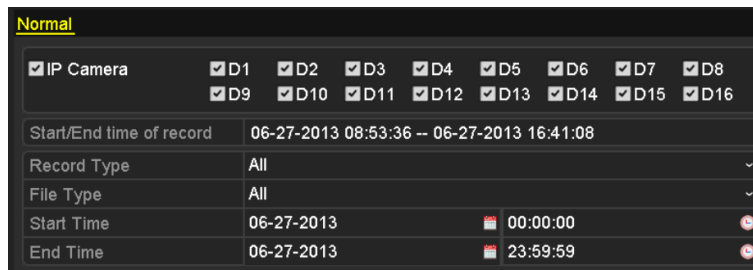 Normal
IP Camera D1 D2 D3 D4 D5 D6 D7 D8
D9 D10 D11 D12 D13 D14 D15 D16
Start/End time of record 06-27-2013 08:53:36 -- 06-27-2013 16:41:08
Record Type All
File Type All
Start Time 06-27-2013 00:00:00
End Time 06-27-2013 23:59:59